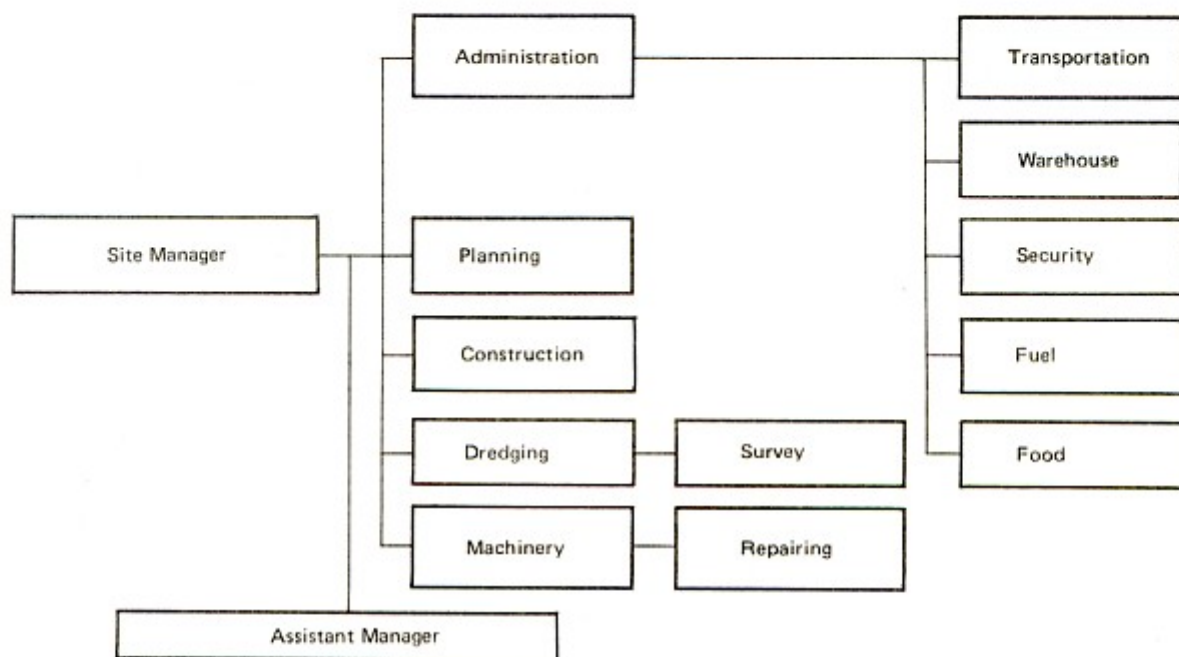 Administration
Transportation
Warehouse
Site Manager
Planning
Security
Construction
Fuel
Dredging
Survey
Food
Machinery
Repairing
Assistant Manager